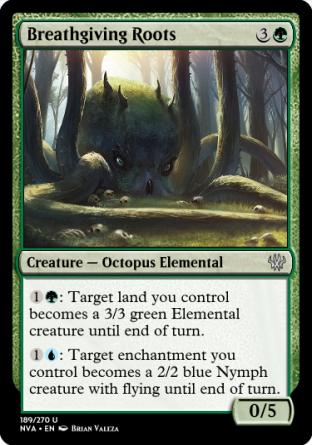 Breathgiving Roots 3
Creature — Octopus Elemental
1 : Target land you control
becomes a 3/3 green Elemental
creature until end of turn.
1 : Target enchantment you
control becomes a 2/2 blue Nymph
creature with flying until end of turn.
0/5
189/270 U
NVA • EN Brian Valeza